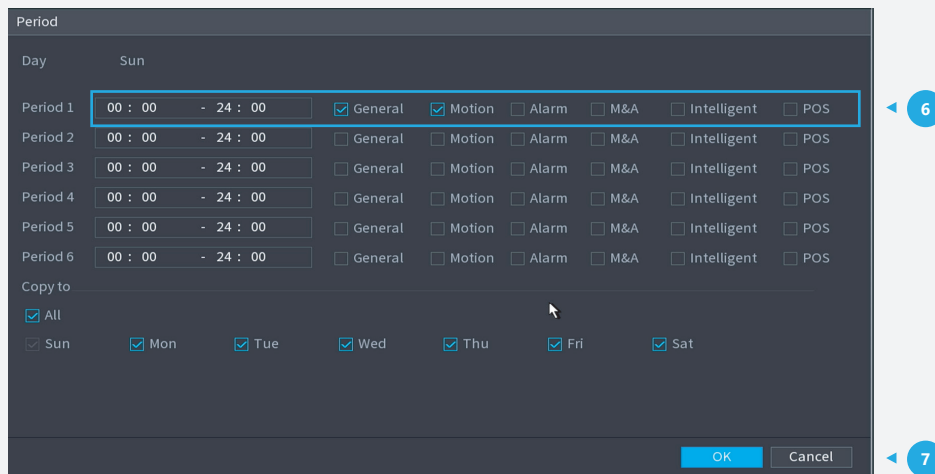 Period
Day Sun
Period 1 00 : 00 - 24 : 00 General Motion Alarm M&A Intelligent POS 6
Period 2 00 : 00 - 24 : 00 General Motion Alarm M&A Intelligent POS
Period 3 00 : 00 - 24 : 00 General Motion Alarm M&A Intelligent POS
Period 4 00 : 00 - 24 : 00 General Motion Alarm M&A Intelligent POS
Period 5 00 : 00 - 24 : 00 General Motion Alarm M&A Intelligent POS
Period 6 00 : 00 - 24 : 00 General Motion Alarm M&A Intelligent POS
Copy to
All
Sun Mon Tue Wed Thu Fri Sat
OK Cancel 7